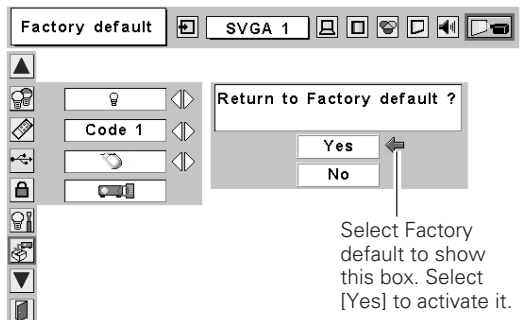 Factory default
SVGA 1
Return to Factory default ?
Code 1
Yes
No
Select Factory
default to show
this box. Select
[Yes] to activate it.